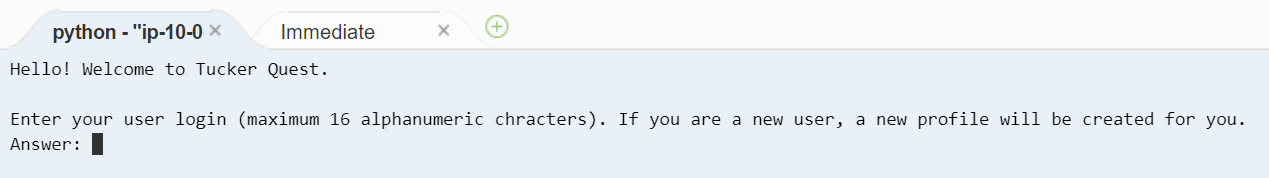 python - "ip-10-0
Immediate
Hello! Welcome to Tucker Quest.
Enter your user login (maximum 16 alphanumeric chracters). If you are a new user, a new profile will be created for you.
Answer: